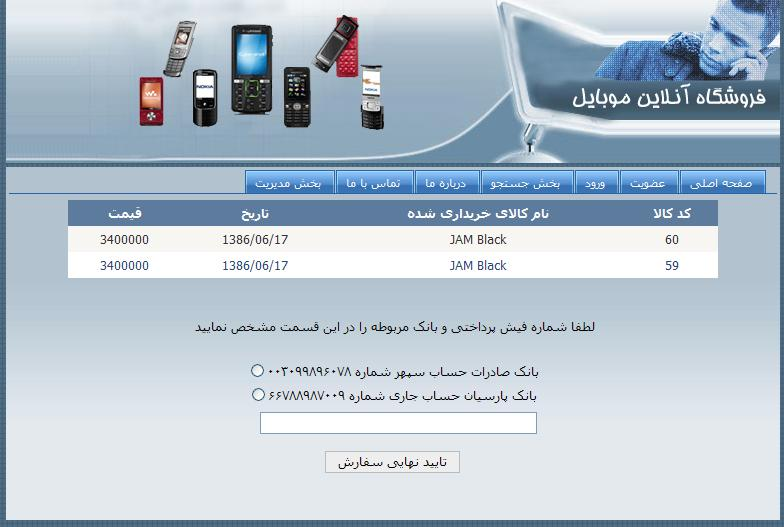 فروشگاه آنلاین موبایل
صفحه اصلی عضویت ورود بخش جستجو درباره ما تماس با ما بخش مدیریت
کد کالا نام کالای خریداری شده تاریخ قیمت
60 JAM Black 1386/06/17 3400000
59 JAM Black 1386/06/17 3400000
لطفا شماره فیش پرداختی و بانک مربوطه را در این قسمت مشخص نمایید
بانک صادرات حساب سپهر شماره ۰۰۳۰۹۹۸۹۶۰۷۸
بانک پارسیان حساب جاری شماره ۶۶۷۸۸۹۸۷۰۰۹
تایید نهایی سفارش